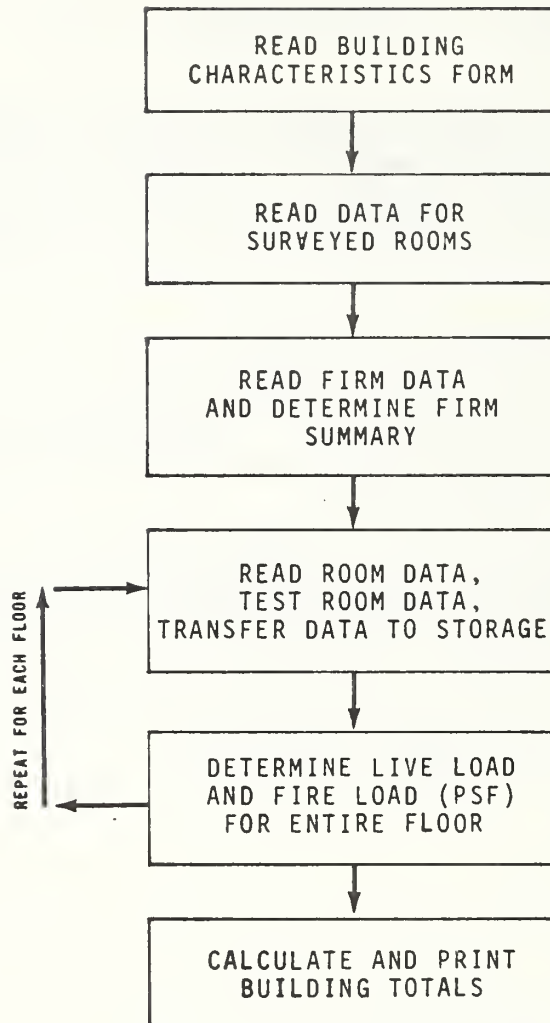 READ BUILDING
CHARACTERISTICS FORM
READ DATA FOR
SURVEYED ROOMS
READ FIRM DATA
AND DETERMINE FIRM
SUMMARY
READ ROOM DATA,
TEST ROOM DATA,
TRANSFER DATA TO STORAGE
REPEAT FOR EACH FLOOR
DETERMINE LIVE LOAD
AND FIRE LOAD (PSF)
FOR ENTIRE FLOOR
CALCULATE AND PRINT
BUILDING TOTALS